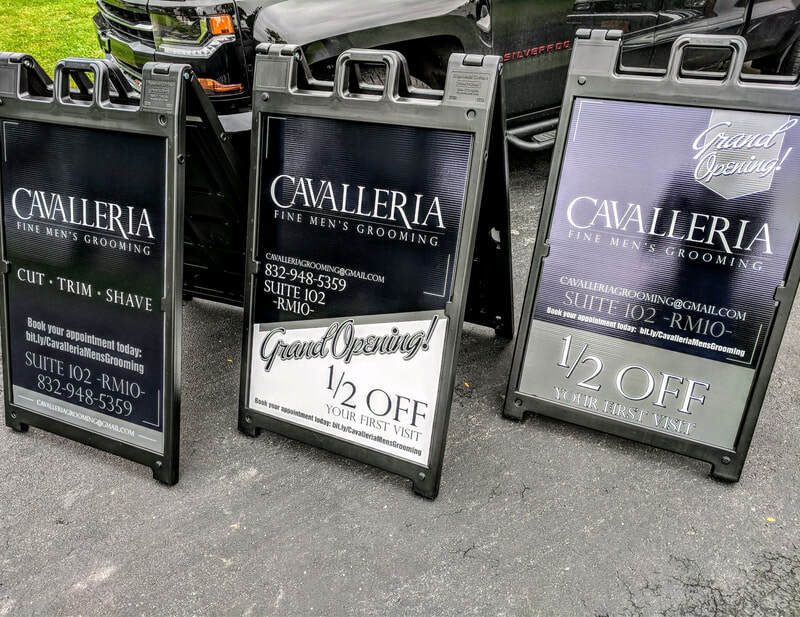 SILVERADO
CAVALLERIA
FINE MEN'S GROOMING
CUT · TRIM · SHAVE
Book your appointment today:
bit.ly/CavalleriaMensGrooming
SUITE 102 -RM10-
832-948-5359
CAVALLERIAGROOMING@GMAIL.COM
CAVALLERIA
FINE MEN'S GROOMING
CAVALLERIAGROOMING@GMAIL.COM
832-948-5359
SUITE 102
-RM10-
Grand Opening!
1/2 OFF
YOUR FIRST VISIT
Book your appointment today: bit.ly/CavalleriaMensGrooming
Grand
Opening!
CAVALLERIA
FINE MEN'S GROOMING
CAVALLERIAGROOMING@GMAIL.COM
SUITE 102 -RM10-
Book your appointment today: bit.ly/CavalleriaMensGrooming
1/2 OFF
YOUR FIRST VISIT